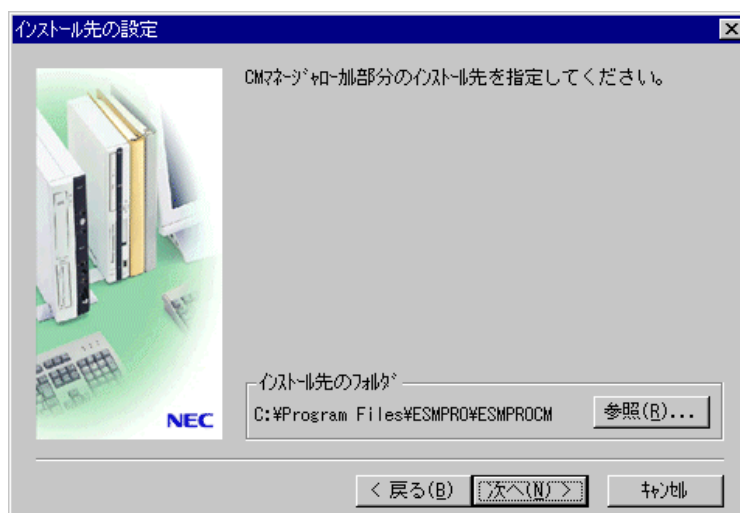 インストール先の設定
CMマネージャローカル部分のインストール先を指定してください。
NEC
インストール先のフォルダ
C:¥Program Files¥ESMPRO¥ESMPROCM
参照(R)...
< 戻る(B)
次へ(N) >
キャンセル